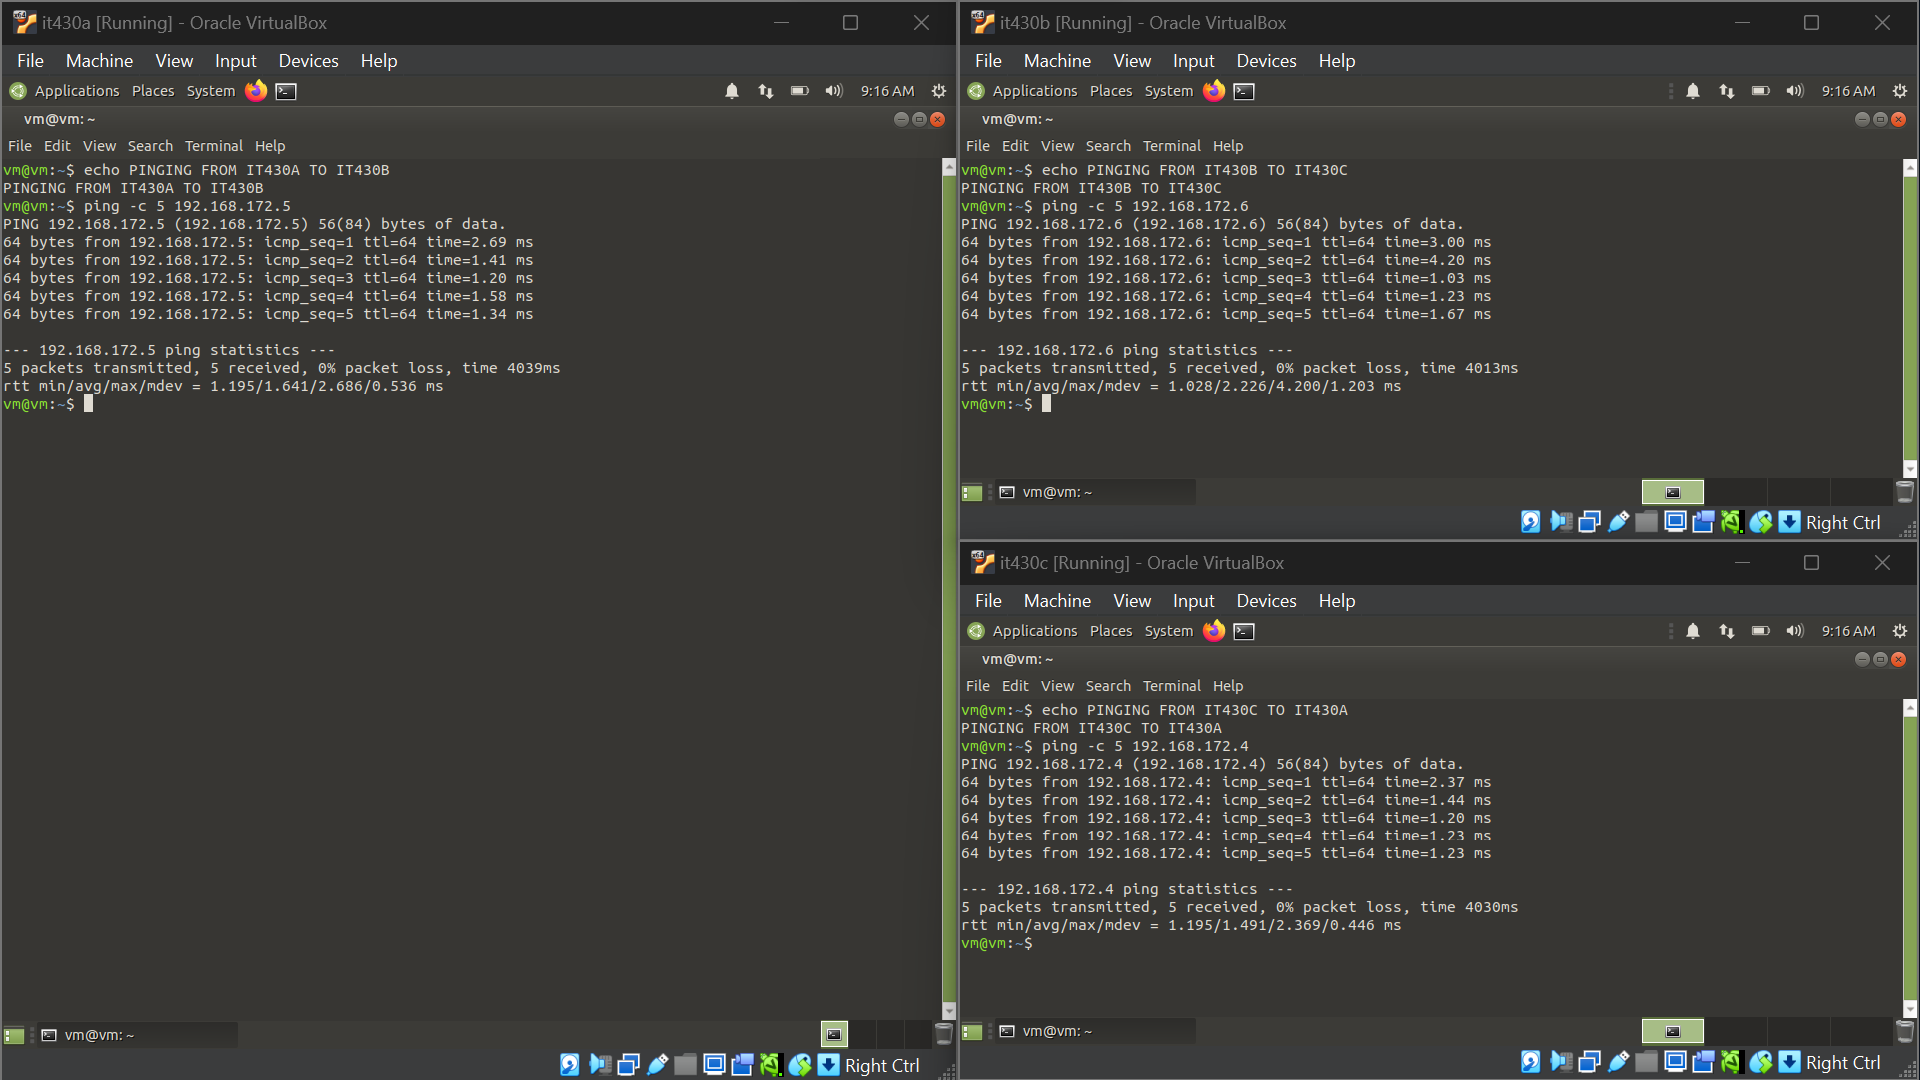 it430a [Running] - Oracle VirtualBox
File Machine View Input Devices Help
Applications Places System 9:16 AM
vm@vm: ~
File Edit View Search Terminal Help
vm@vm:~$ echo PINGING FROM IT430A TO IT430B
PINGING FROM IT430A TO IT430B
vm@vm:~$ ping -c 5 192.168.172.5
PING 192.168.172.5 (192.168.172.5) 56(84) bytes of data.
64 bytes from 192.168.172.5: icmp_seq=1 ttl=64 time=2.69 ms
64 bytes from 192.168.172.5: icmp_seq=2 ttl=64 time=1.41 ms
64 bytes from 192.168.172.5: icmp_seq=3 ttl=64 time=1.20 ms
64 bytes from 192.168.172.5: icmp_seq=4 ttl=64 time=1.58 ms
64 bytes from 192.168.172.5: icmp_seq=5 ttl=64 time=1.34 ms
--- 192.168.172.5 ping statistics ---
5 packets transmitted, 5 received, 0% packet loss, time 4039ms
rtt min/avg/max/mdev = 1.195/1.641/2.686/0.536 ms
vm@vm:~$
vm@vm: ~
Right Ctrl
it430b [Running] - Oracle VirtualBox
File Machine View Input Devices Help
Applications Places System 9:16 AM
vm@vm: ~
File Edit View Search Terminal Help
vm@vm:~$ echo PINGING FROM IT430B TO IT430C
PINGING FROM IT430B TO IT430C
vm@vm:~$ ping -c 5 192.168.172.6
PING 192.168.172.6 (192.168.172.6) 56(84) bytes of data.
64 bytes from 192.168.172.6: icmp_seq=1 ttl=64 time=3.00 ms
64 bytes from 192.168.172.6: icmp_seq=2 ttl=64 time=4.20 ms
64 bytes from 192.168.172.6: icmp_seq=3 ttl=64 time=1.03 ms
64 bytes from 192.168.172.6: icmp_seq=4 ttl=64 time=1.23 ms
64 bytes from 192.168.172.6: icmp_seq=5 ttl=64 time=1.67 ms
--- 192.168.172.6 ping statistics ---
5 packets transmitted, 5 received, 0% packet loss, time 4013ms
rtt min/avg/max/mdev = 1.028/2.226/4.200/1.203 ms
vm@vm:~$
vm@vm: ~
Right Ctrl
it430c [Running] - Oracle VirtualBox
File Machine View Input Devices Help
Applications Places System 9:16 AM
vm@vm: ~
File Edit View Search Terminal Help
vm@vm:~$ echo PINGING FROM IT430C TO IT430A
PINGING FROM IT430C TO IT430A
vm@vm:~$ ping -c 5 192.168.172.4
PING 192.168.172.4 (192.168.172.4) 56(84) bytes of data.
64 bytes from 192.168.172.4: icmp_seq=1 ttl=64 time=2.37 ms
64 bytes from 192.168.172.4: icmp_seq=2 ttl=64 time=1.44 ms
64 bytes from 192.168.172.4: icmp_seq=3 ttl=64 time=1.20 ms
64 bytes from 192.168.172.4: icmp_seq=4 ttl=64 time=1.23 ms
64 bytes from 192.168.172.4: icmp_seq=5 ttl=64 time=1.23 ms
--- 192.168.172.4 ping statistics ---
5 packets transmitted, 5 received, 0% packet loss, time 4030ms
rtt min/avg/max/mdev = 1.195/1.491/2.369/0.446 ms
vm@vm:~$
vm@vm: ~
Right Ctrl